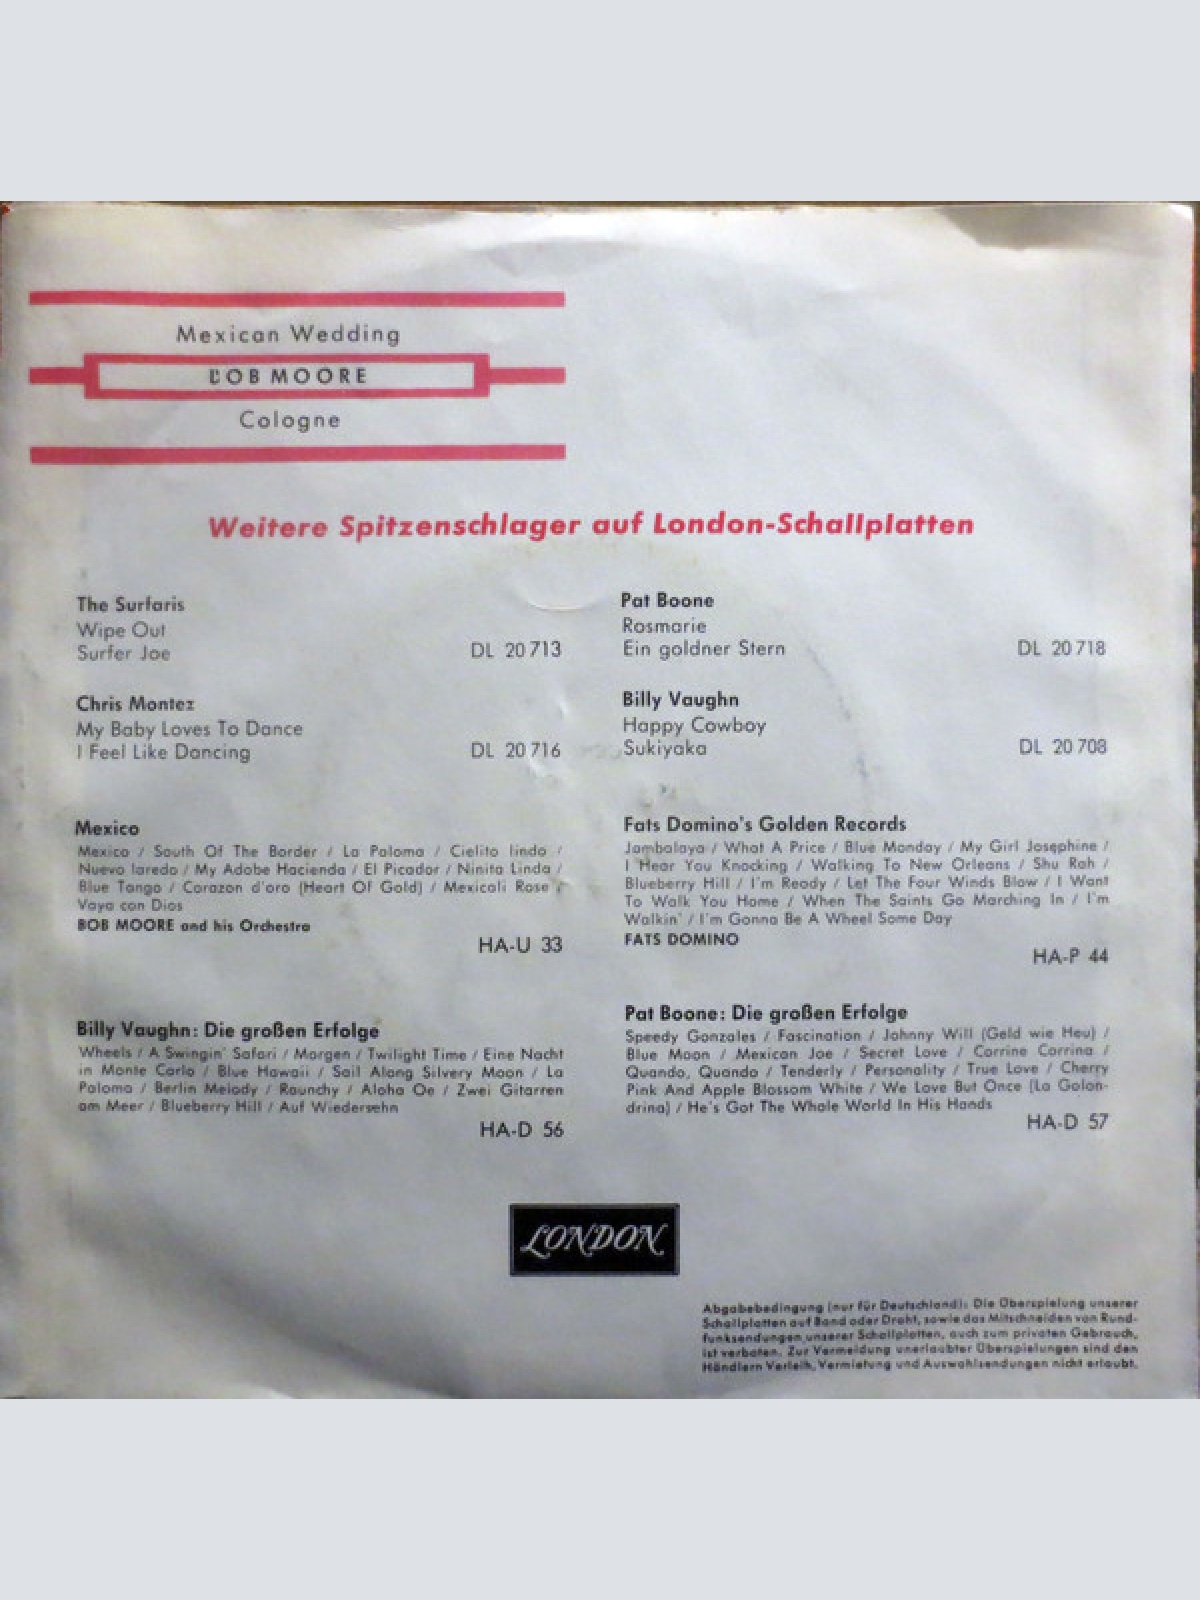 Mexican Wedding
BOB MOORE
Cologne
Weitere Spitzenschlager auf London-Schallplatten
The Surfaris
Wipe Out
Surfer Joe DL 20 713
Chris Montez
My Baby Loves To Dance
I Feel Like Dancing DL 20 716
Mexico
Mexico / South Of The Border / La Paloma / Cielito lindo /
Nuevo laredo / My Adobe Hacienda / El Picador / Ninita Linda /
Blue Tango / Corazon d'oro (Heart Of Gold) / Mexicali Rose /
Vaya con Dios
BOB MOORE and his Orchestra
HA-U 33
Billy Vaughn: Die großen Erfolge
Wheels / A Swingin' Safari / Morgen / Twilight Time / Eine Nacht
in Monte Carlo / Blue Hawaii / Sail Along Silvery Moon / La
Paloma / Berlin Melody / Raunchy / Aloha Oe / Zwei Gitarren
am Meer / Blueberry Hill / Auf Wiedersehn
HA-D 56
Pat Boone
Rosmarie
Ein goldner Stern DL 20 718
Billy Vaughn
Happy Cowboy
Sukiyaka DL 20 708
Fats Domino's Golden Records
Jambalaya / What A Price / Blue Monday / My Girl Josephine /
I Hear You Knocking / Walking To New Orleans / Shu Rah /
Blueberry Hill / I'm Ready / Let The Four Winds Blow / I Want
To Walk You Home / When The Saints Go Marching In / I'm
Walkin' / I'm Gonna Be A Wheel Some Day
FATS DOMINO
HA-P 44
Pat Boone: Die großen Erfolge
Speedy Gonzales / Fascination / Johnny Will (Geld wie Heu) /
Blue Moon / Mexican Joe / Secret Love / Corrine Corrina /
Quando, Quando / Tenderly / Personality / True Love / Cherry
Pink And Apple Blossom White / We Love But Once (La Golon-
drina) / He's Got The Whole World In His Hands
HA-D 57
LONDON
Abgabebedingung (nur für Deutschland): Die Überspielung unserer
Schallplatten auf Band oder Draht, sowie das Mitschneiden von Rund-
funksendungen unserer Schallplatten, auch zum privaten Gebrauch,
ist verboten. Zur Vermeidung unerlaubter Überspielungen sind den
Händlern Verleih, Vermietung und Auswahlsendungen nicht erlaubt.